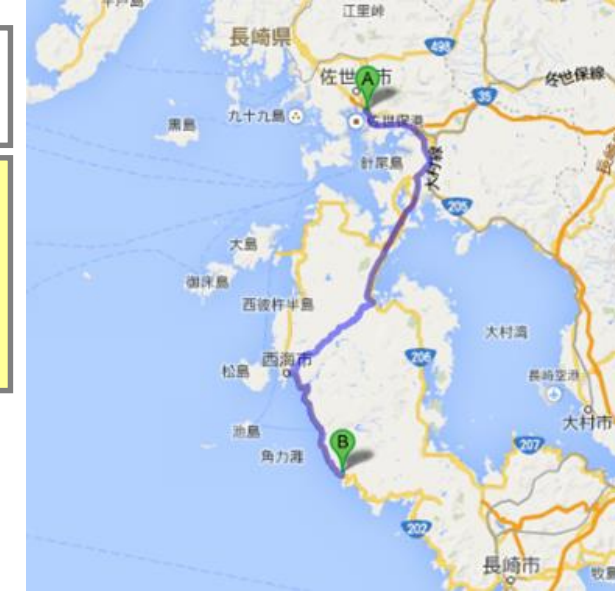 江里峠
長崎県
498
佐世
市
佐世保線
A
35
九十九島
佐世保港
黒島
針尾島
大村線
205
大島
御床島
西彼杵半島
大村湾
206
西海市
松島
長崎空港
大村市
池島
B
207
角力灘
202
長崎市